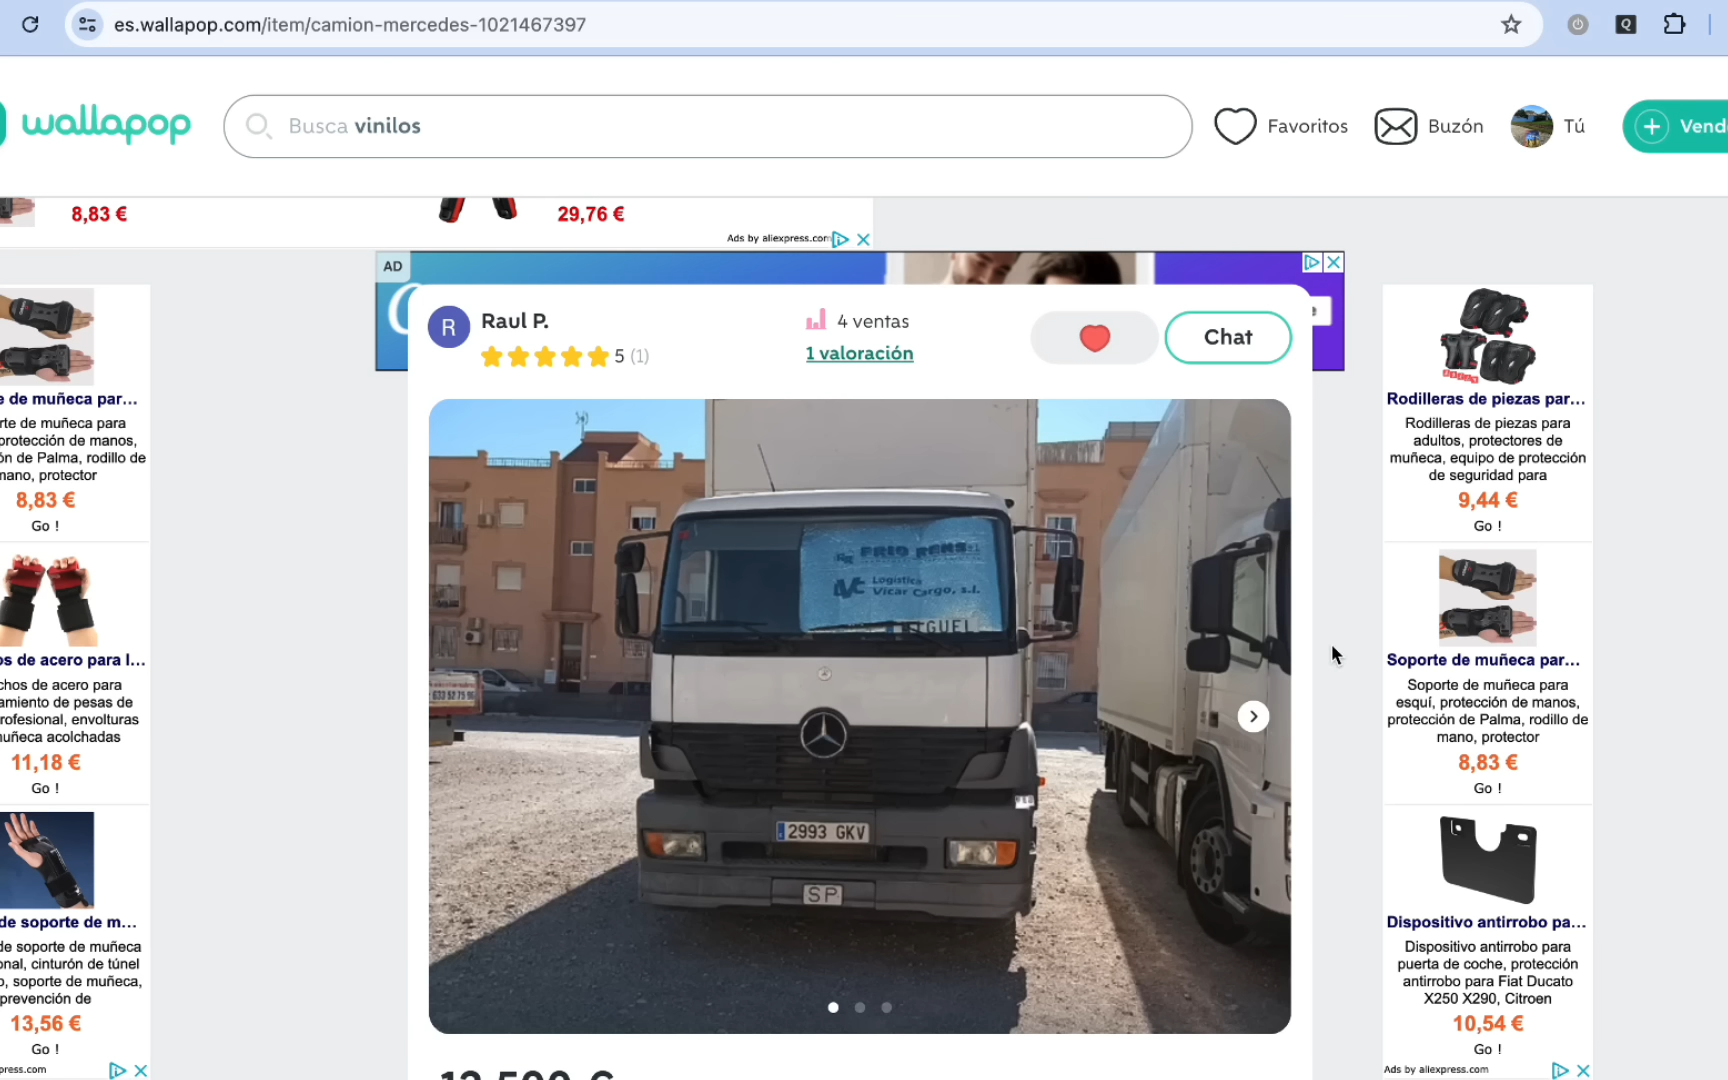 es.wallapop.com/item/camion-mercedes-1021467397
Q
wallapop
Busca vinilos
Favoritos
Buzón
Tú
8,83 €
29,76 €
Ads by aliexpress.com
AD
R
Raul P.
5 (1)
4 ventas
1 valoración
Chat
FRIO REMS
Logística
Vicar Cargo, s.l.
633 52 75 96
2993 GKV
SP
12.500 €
e de muñeca par...
rte de muñeca para
protección de manos,
ón de Palma, rodillo de
mano, protector
8,83 €
Go !
os de acero para l...
chos de acero para
amiento de pesas de
rofesional, envolturas
nuñeca acolchadas
11,18 €
Go !
de soporte de m...
de soporte de muñeca
onal, cinturón de túnel
o, soporte de muñeca,
prevención de
13,56 €
Go !
press.com
Rodilleras de piezas par...
Rodilleras de piezas para
adultos, protectores de
muñeca, equipo de protección
de seguridad para
9,44 €
Go !
Soporte de muñeca par...
Soporte de muñeca para
esquí, protección de manos,
protección de Palma, rodillo de
mano, protector
8,83 €
Go !
Dispositivo antirrobo pa...
Dispositivo antirrobo para
puerta de coche, protección
antirrobo para Fiat Ducato
X250 X290, Citroen
10,54 €
Go !
Ads by aliexpress.com